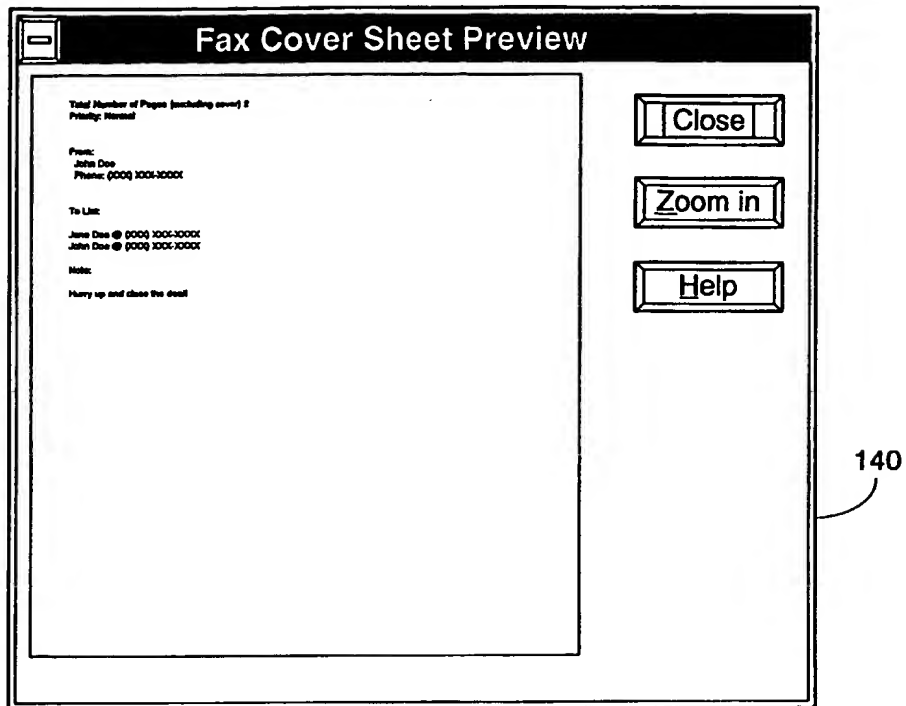 Fax Cover Sheet Preview
Total Number of Pages (excluding cover) 2
Priority: Normal
From:
John Doe
Phone: (XXX) XXX-XXXX
To List:
Jane Doe @ (XXX) XXX-XXXX
John Doe @ (XXX) XXX-XXXX
Note:
Hurry up and close the deal!
Close
Zoom in
Help
140